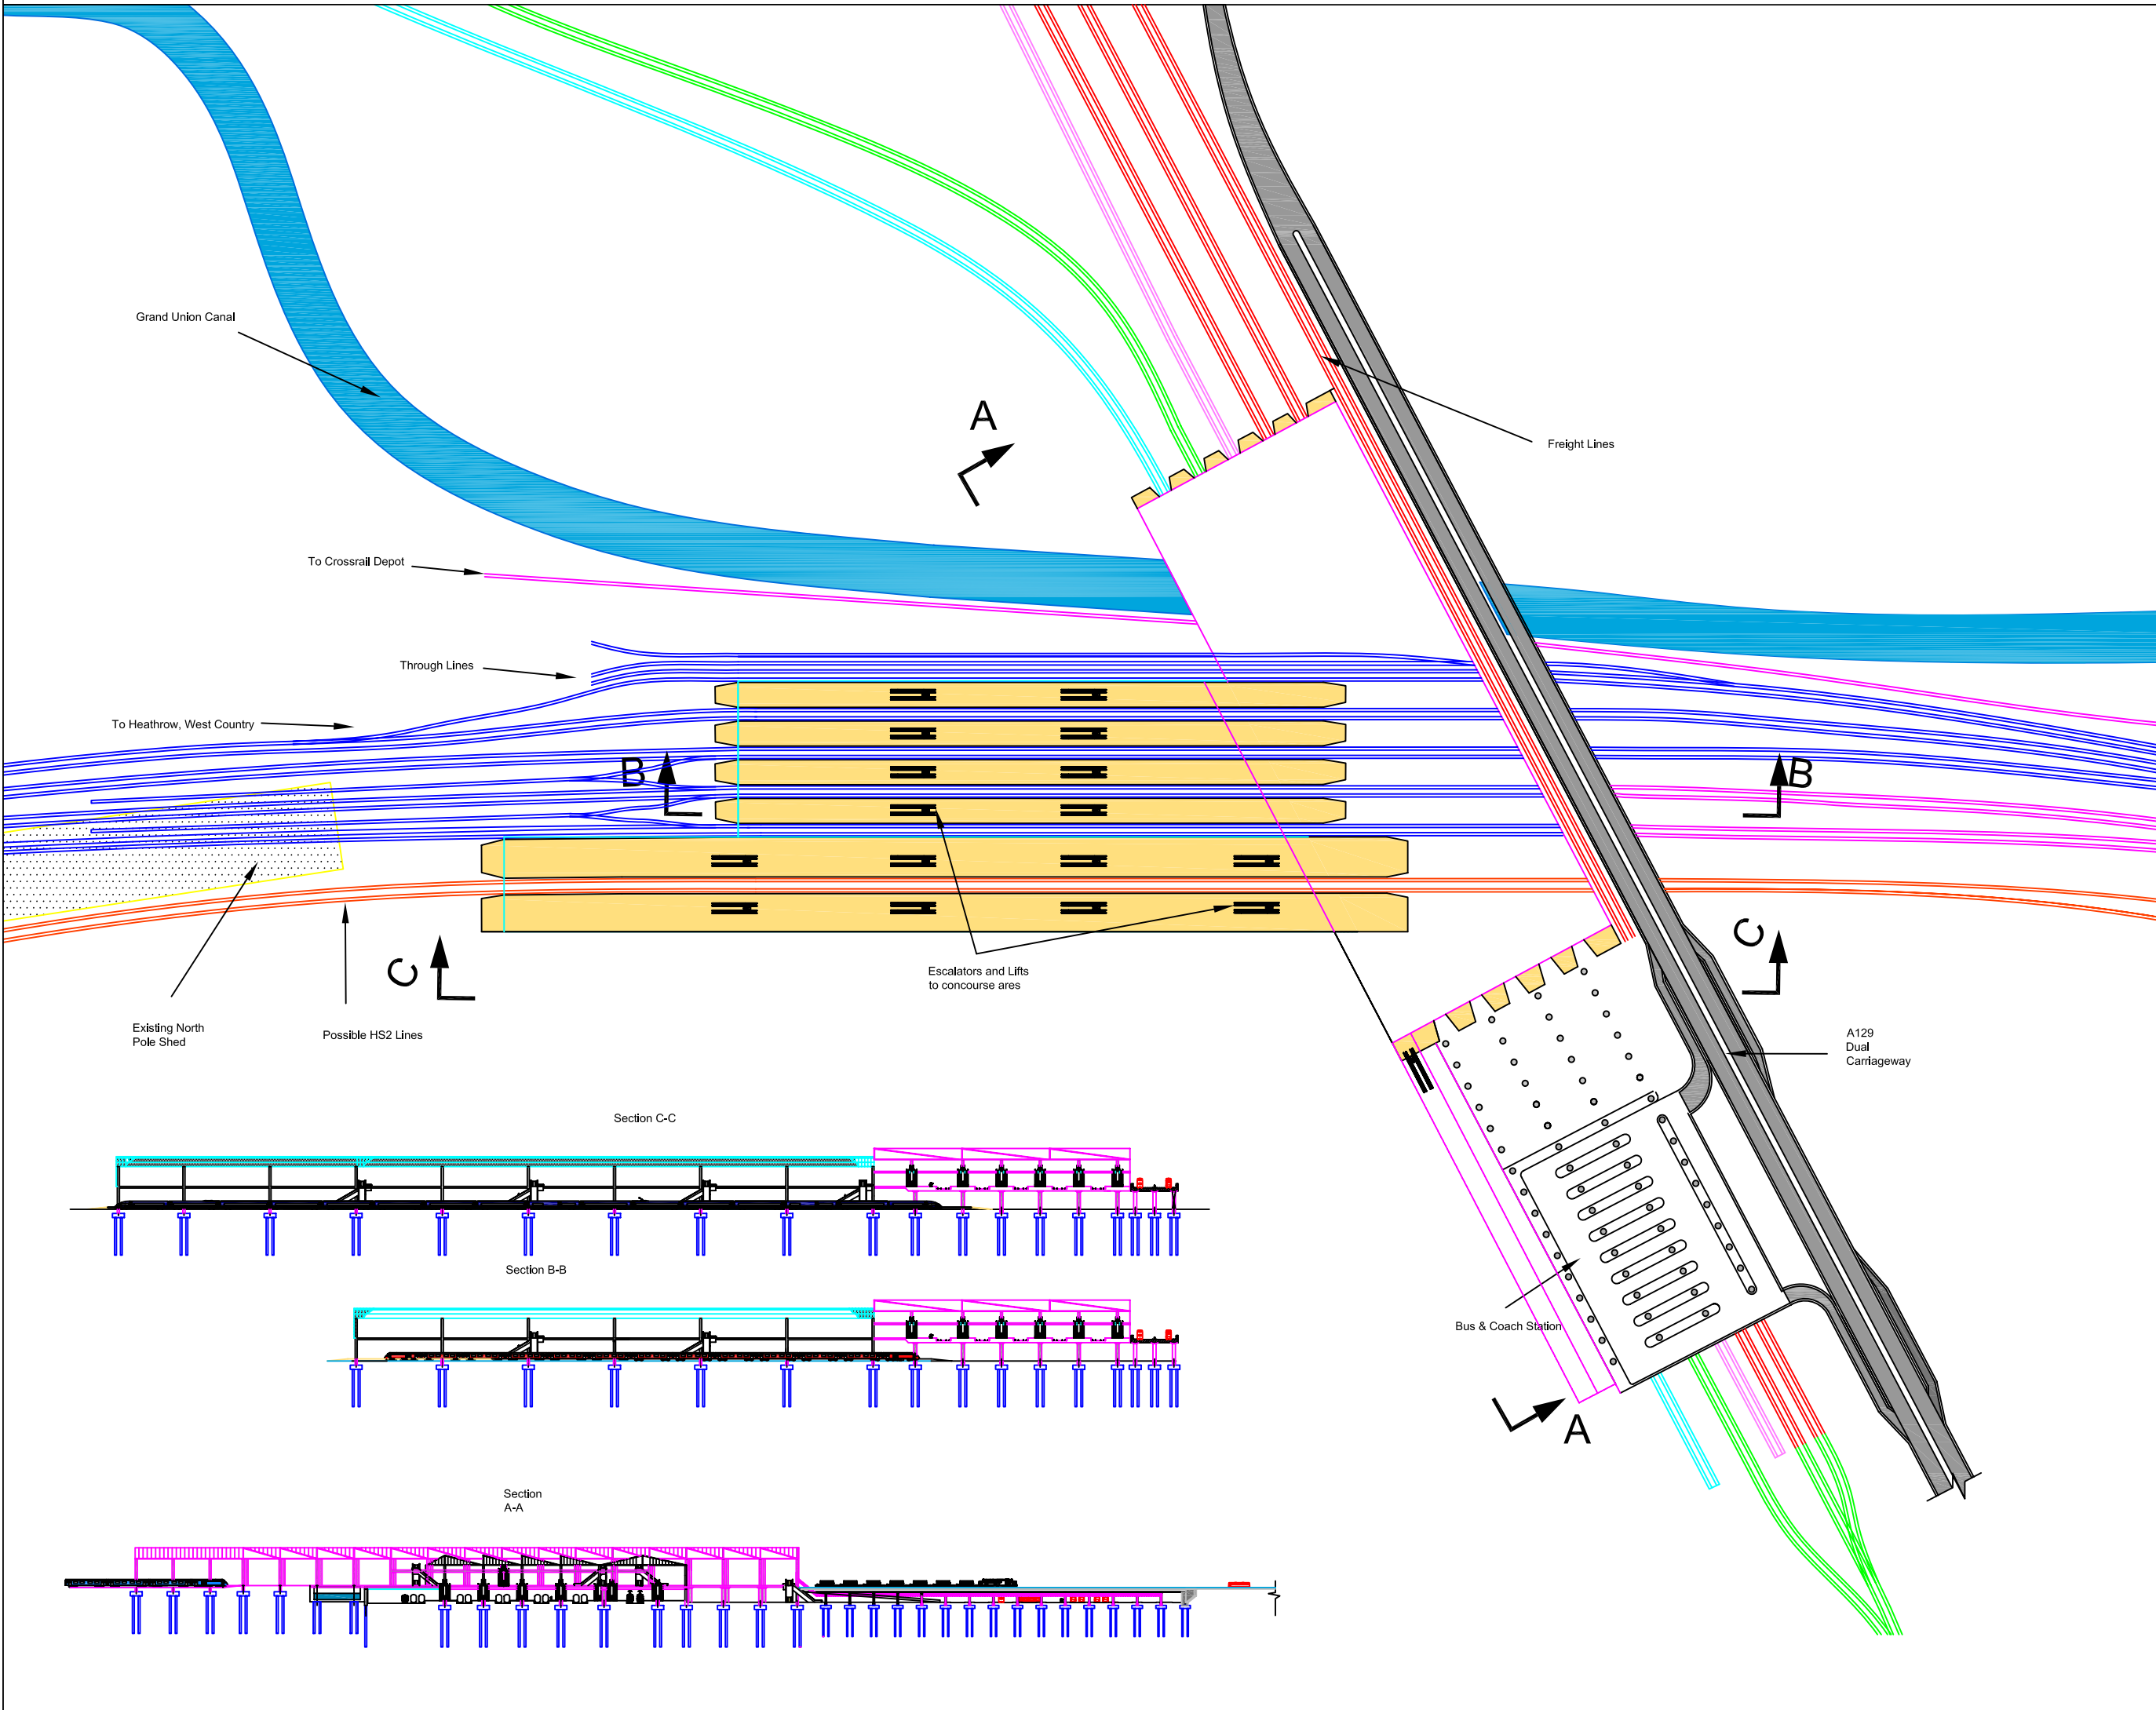 Grand Union Canal
A
Freight Lines
To Crossrail Depot
Through Lines
To Heathrow, West Country
B
B
C
C
Escalators and Lifts
to concourse ares
Existing North
Pole Shed
Possible HS2 Lines
A129
Dual
Carriageway
Section C-C
Section B-B
Bus & Coach Station
A
Section
A-A